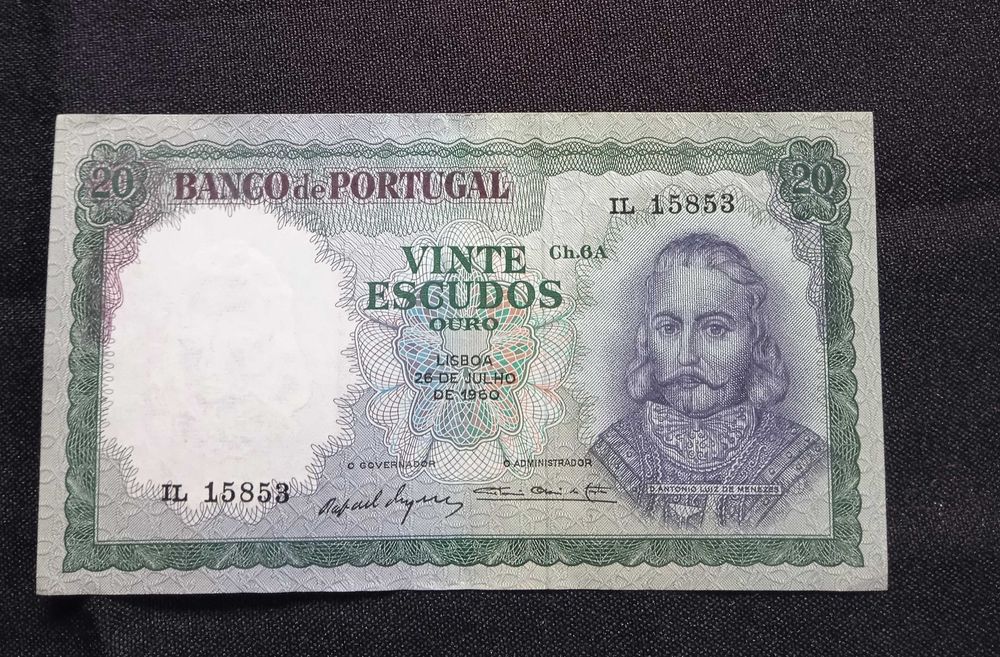 20 BANCO de PORTUGAL 20
IL 15853
VINTE Ch.6A
ESCUDOS
OURO
LISBOA
26 DE JULHO
DE 1960
O GOVERNADOR O ADMINISTRADOR
IL 15853
D. ANTONIO LUIZ DE MENEZES